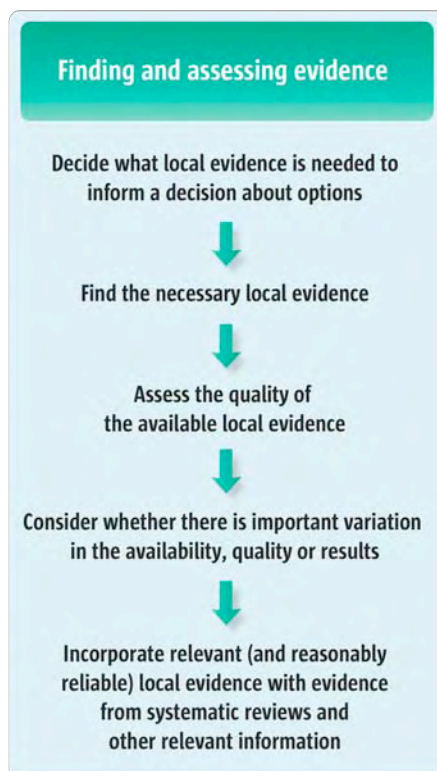 Finding and assessing evidence
Decide what local evidence is needed to
inform a decision about options
Find the necessary local evidence
Assess the quality of
the available local evidence
Consider whether there is important variation
in the availability, quality or results
Incorporate relevant (and reasonably
reliable) local evidence with evidence
from systematic reviews and
other relevant information